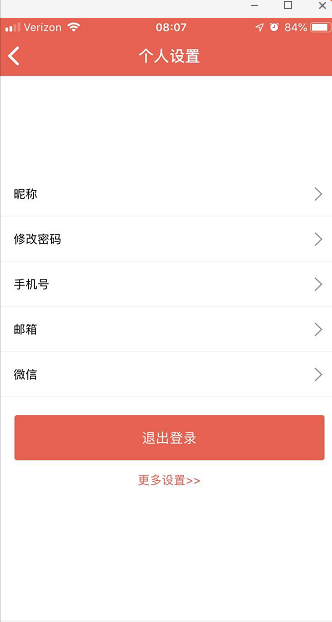 Verizon 08:07 84%
个人设置
昵称
修改密码
手机号
邮箱
微信
退出登录
更多设置>>